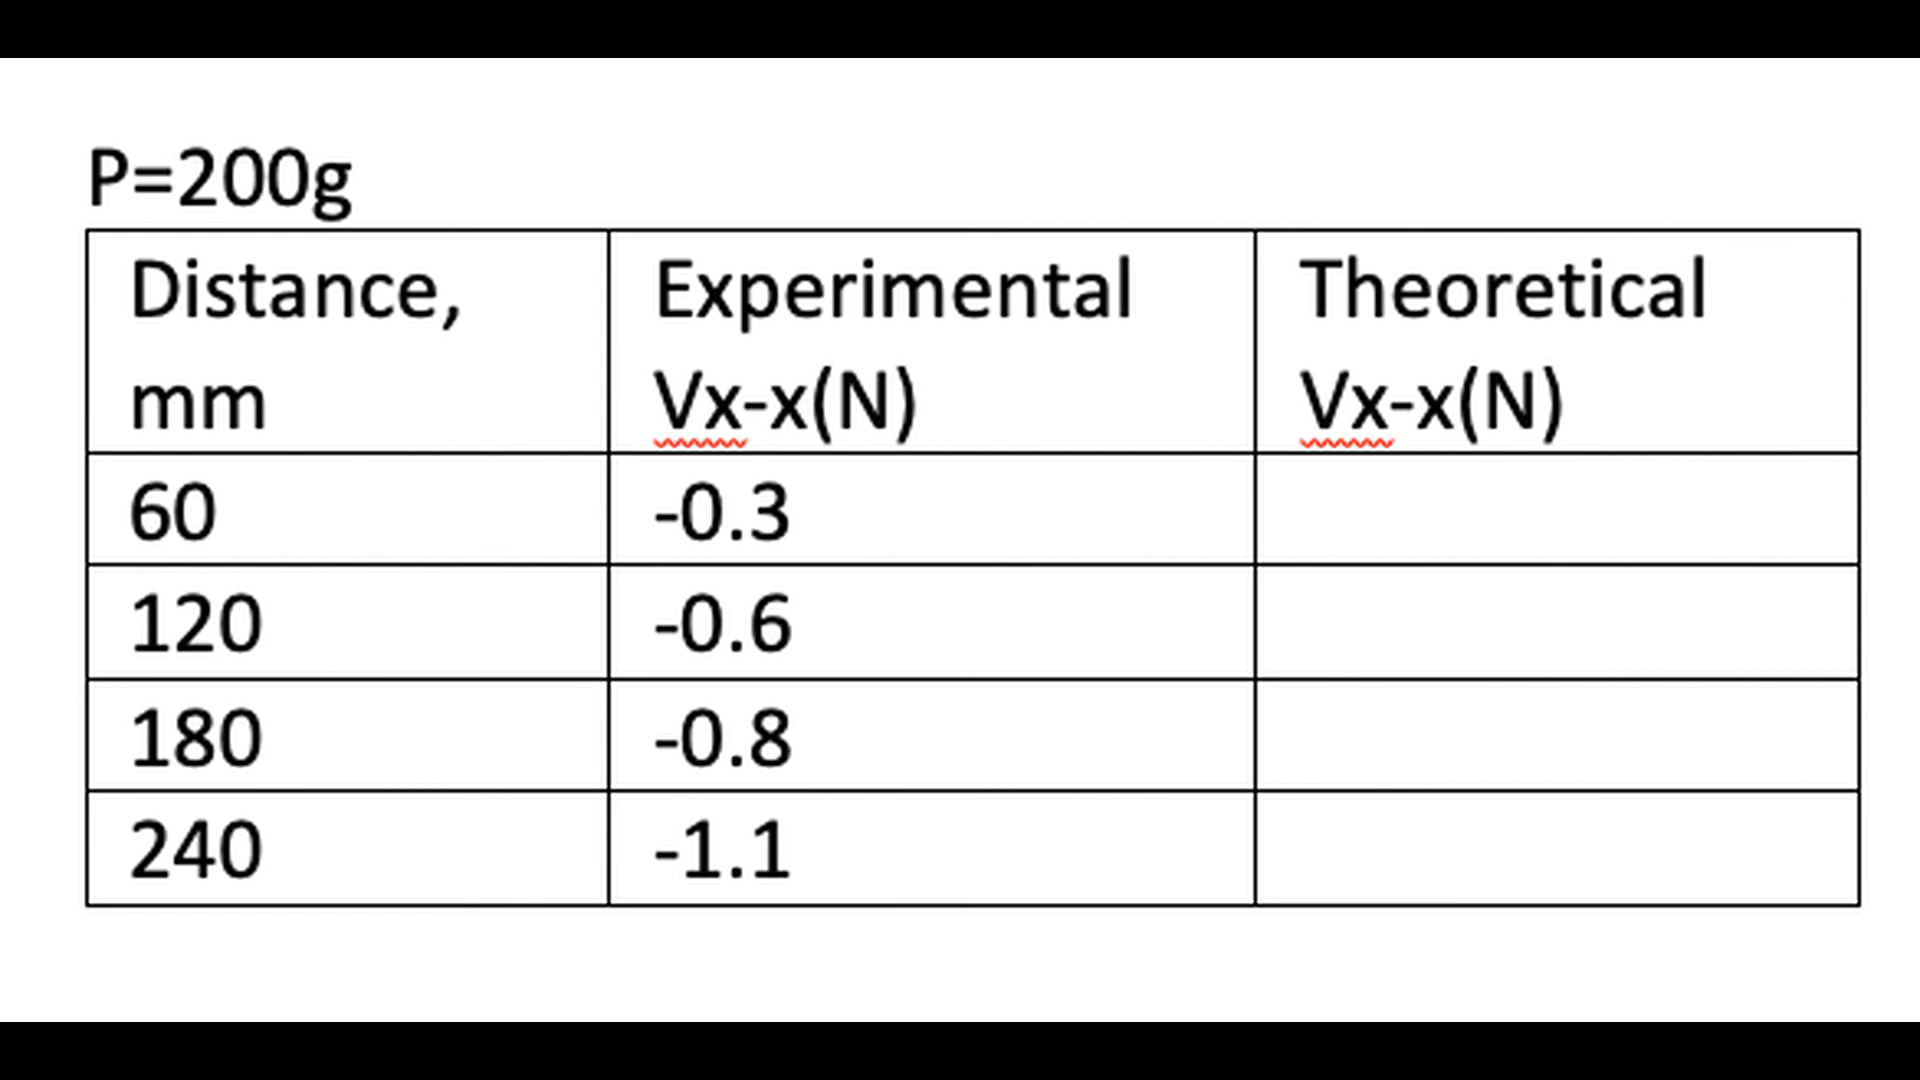 P=200g
Distance, mm
Experimental Vx-x(N)
Theoretical Vx-x(N)
60
-0.3
120
-0.6
180
-0.8
240
-1.1